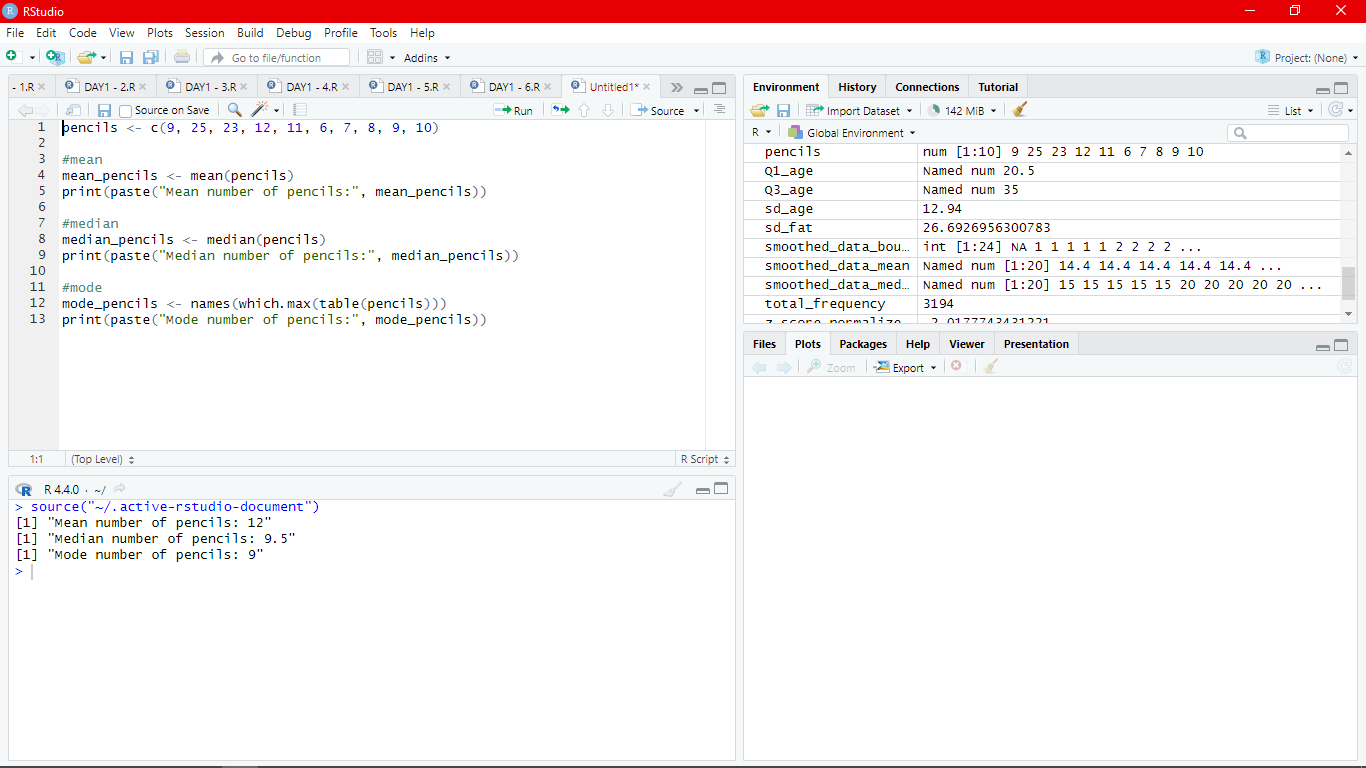 RStudio
File Edit Code View Plots Session Build Debug Profile Tools Help
Go to file/function Addins Project: (None)
- 1.R DAY1 - 2.R DAY1 - 3.R DAY1 - 4.R DAY1 - 5.R DAY1 - 6.R Untitled1*
Source on Save Run Source
1 pencils <- c(9, 25, 23, 12, 11, 6, 7, 8, 9, 10)
2
3 #mean
4 mean_pencils <- mean(pencils)
5 print(paste("Mean number of pencils:", mean_pencils))
6
7 #median
8 median_pencils <- median(pencils)
9 print(paste("Median number of pencils:", median_pencils))
10
11 #mode
12 mode_pencils <- names(which.max(table(pencils)))
13 print(paste("Mode number of pencils:", mode_pencils))
1:1 (Top Level) R Script
R 4.4.0 · ~/
> source("~/.active-rstudio-document")
[1] "Mean number of pencils: 12"
[1] "Median number of pencils: 9.5"
[1] "Mode number of pencils: 9"
>
Environment History Connections Tutorial
Import Dataset 142 MiB List
R Global Environment
pencils num [1:10] 9 25 23 12 11 6 7 8 9 10
Q1_age Named num 20.5
Q3_age Named num 35
sd_age 12.94
sd_fat 26.6926956300783
smoothed_data_bou... int [1:24] NA 1 1 1 1 1 2 2 2 2 ...
smoothed_data_mean Named num [1:20] 14.4 14.4 14.4 14.4 14.4 ...
smoothed_data_med... Named num [1:20] 15 15 15 15 15 20 20 20 20 20 ...
total_frequency 3194
Files Plots Packages Help Viewer Presentation
Zoom Export